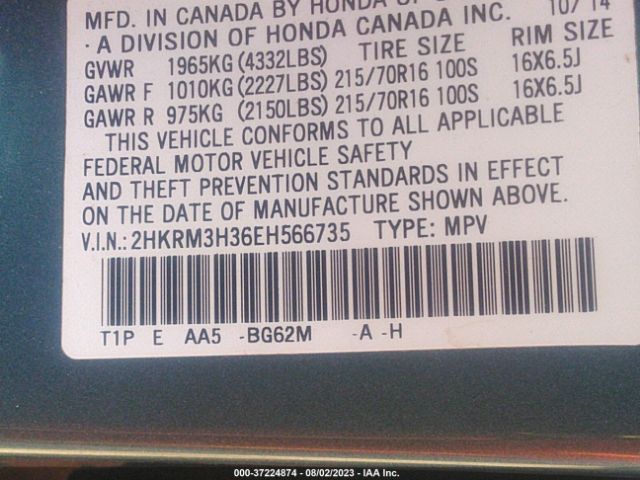 MFD. IN CANADA BY HONDA OF 10/14
· A DIVISION OF HONDA CANADA INC.
TIRE SIZE RIM SIZE
GVWR 1965KG (4332LBS)
GAWR F 1010KG (2227LBS) 215/70R16 100S 16X6.5J
GAWR R 975KG (2150LBS) 215/70R16 100S 16X6.5J
THIS VEHICLE CONFORMS TO ALL APPLICABLE
FEDERAL MOTOR VEHICLE SAFETY
AND THEFT PREVENTION STANDARDS IN EFFECT
ON THE DATE OF MANUFACTURE SHOWN ABOVE.
V.I.N.: 2HKRM3H36EH566735 TYPE: MPV
T1P E AA5 -BG62M -A -H
000-37224874 - 08/02/2023 - IAA Inc.